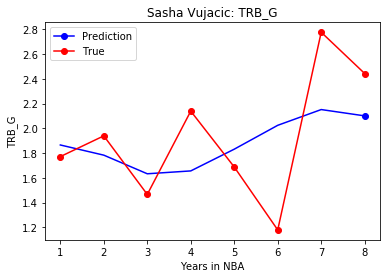 Sasha Vujacic: TRB_G
Prediction
True
TRB_G
2.8
2.6
2.4
2.2
2.0
1.8
1.6
1.4
1.2
1 2 3 4 5 6 7 8
Years in NBA